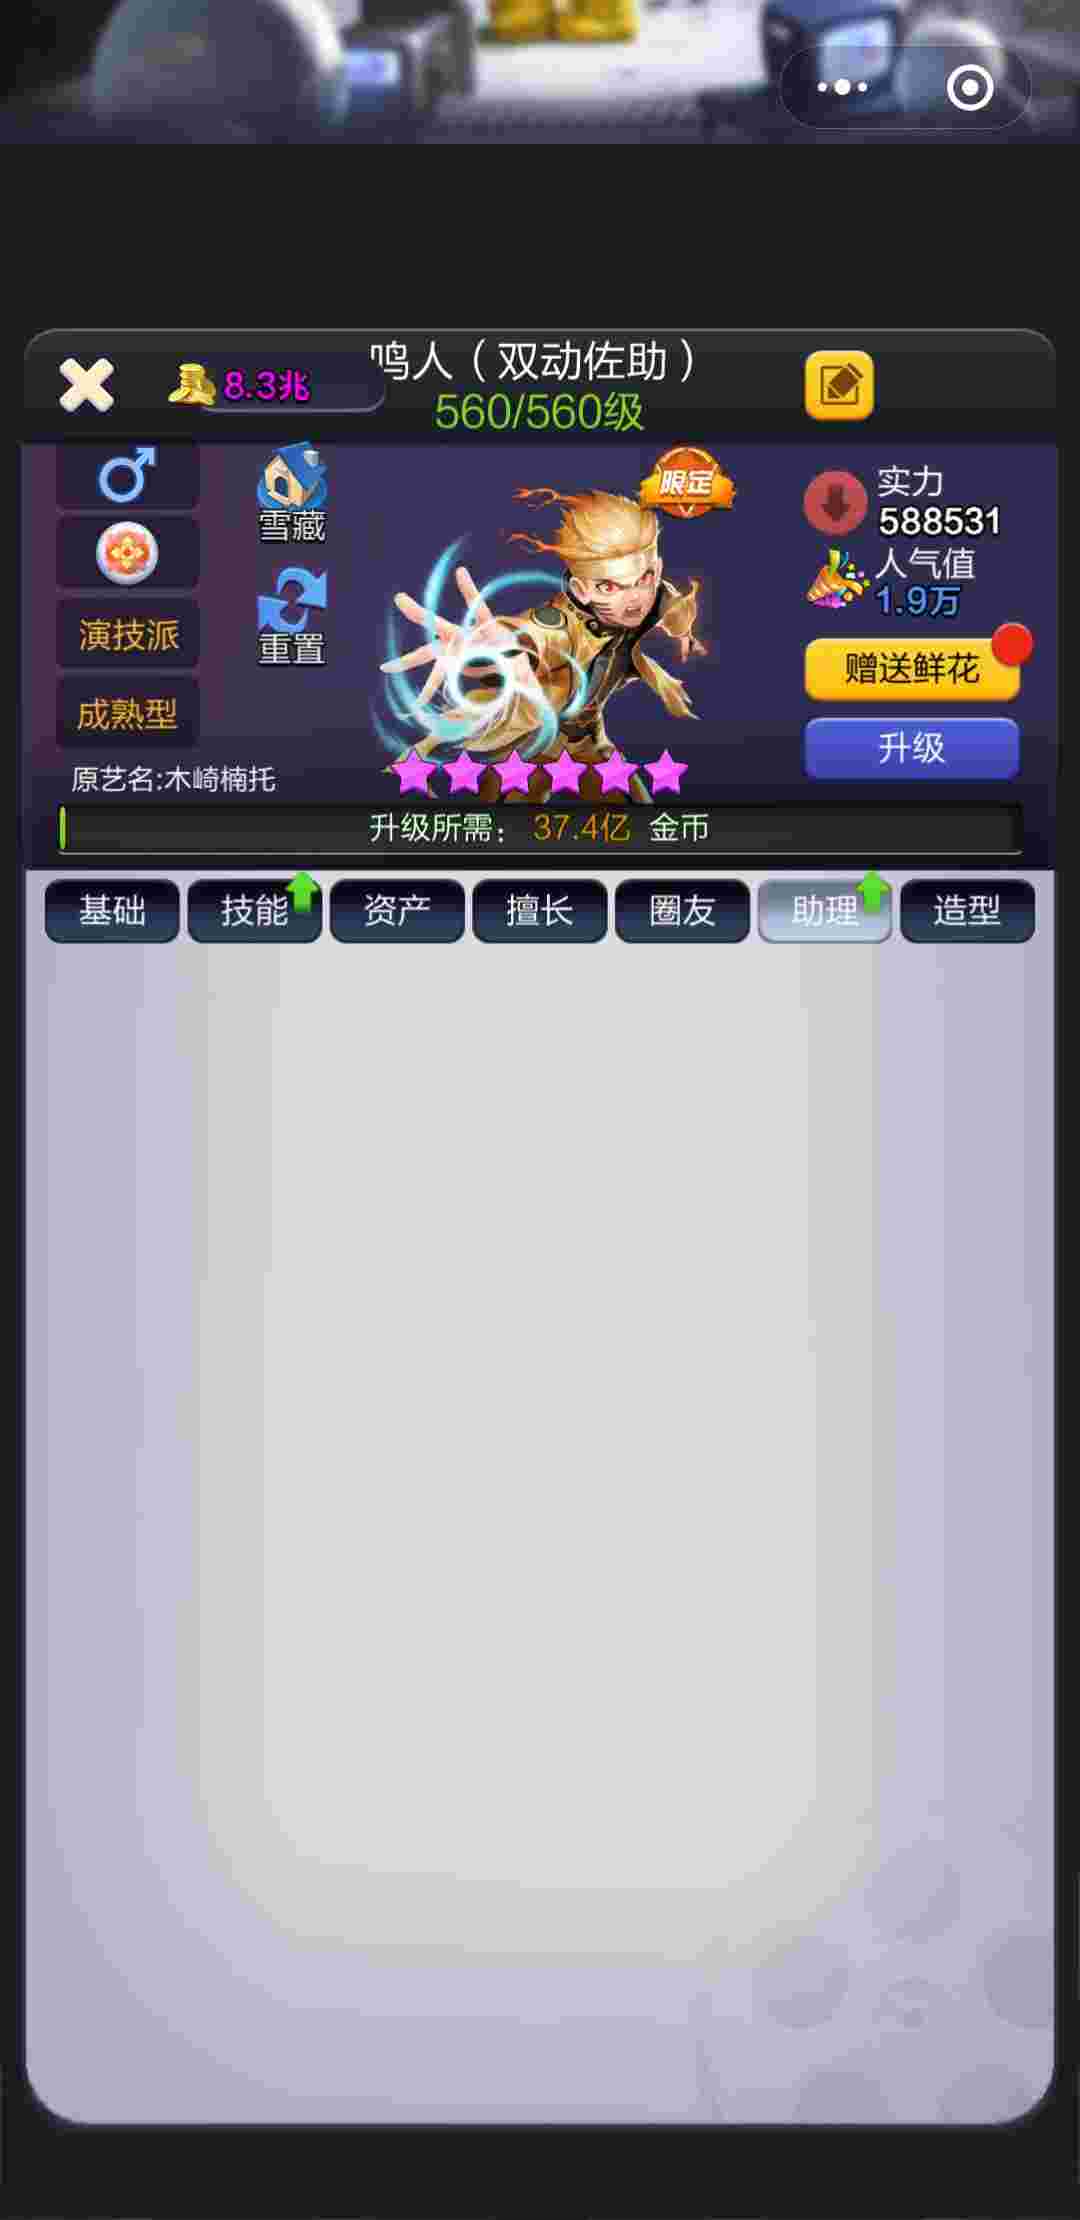 鸣人（双动佐助）
8.3兆
560/560级
限定
雪藏
重置
演技派
成熟型
原艺名:木崎楠托
实力
588531
人气值
1.9万
赠送鲜花
升级
升级所需： 37.4亿 金币
基础 技能 资产 擅长 圈友 助理 造型